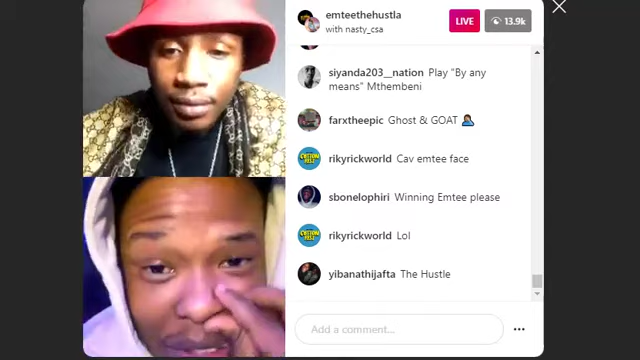 emteethehustla
with nasty_csa
LIVE
13.9k
siyanda203__nation Play "By any
means" Mthembeni
farxtheepic Ghost & GOAT
rikyrickworld Cav emtee face
sbonelophiri Winning Emtee please
rikyrickworld Lol
yibanathijafta The Hustle
Add a comment...